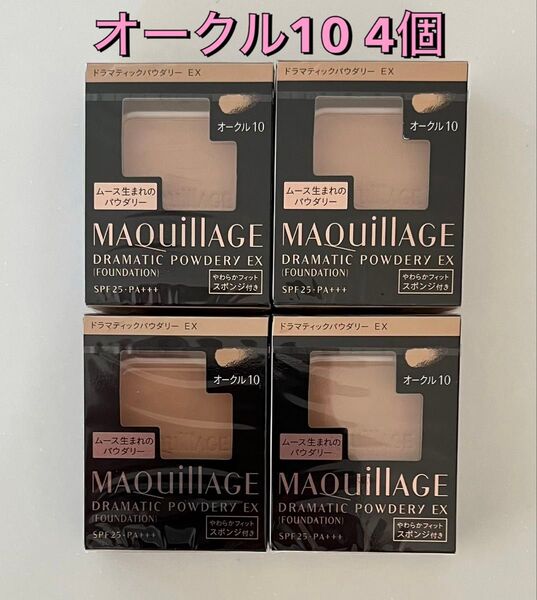 オークル10 4個
ドラマティックパウダリー EX
オークル10
ムース生まれの
パウダリー
MAQuillAGE
DRAMATIC POWDERY EX
(FOUNDATION)
SPF25・PA+++
やわらかフィット
スポンジ付き
ドラマティックパウダリー EX
オークル10
ムース生まれの
パウダリー
MAQuillAGE
DRAMATIC POWDERY EX
(FOUNDATION)
SPF25・PA+++
やわらかフィット
スポンジ付き
ドラマティックパウダリー EX
オークル10
ムース生まれの
パウダリー
MAQuillAGE
DRAMATIC POWDERY EX
(FOUNDATION)
SPF25・PA+++
やわらかフィット
スポンジ付き
ドラマティックパウダリー EX
オークル10
ムース生まれの
パウダリー
MAQuillAGE
DRAMATIC POWDERY EX
(FOUNDATION)
SPF25・PA+++
やわらかフィット
スポンジ付き